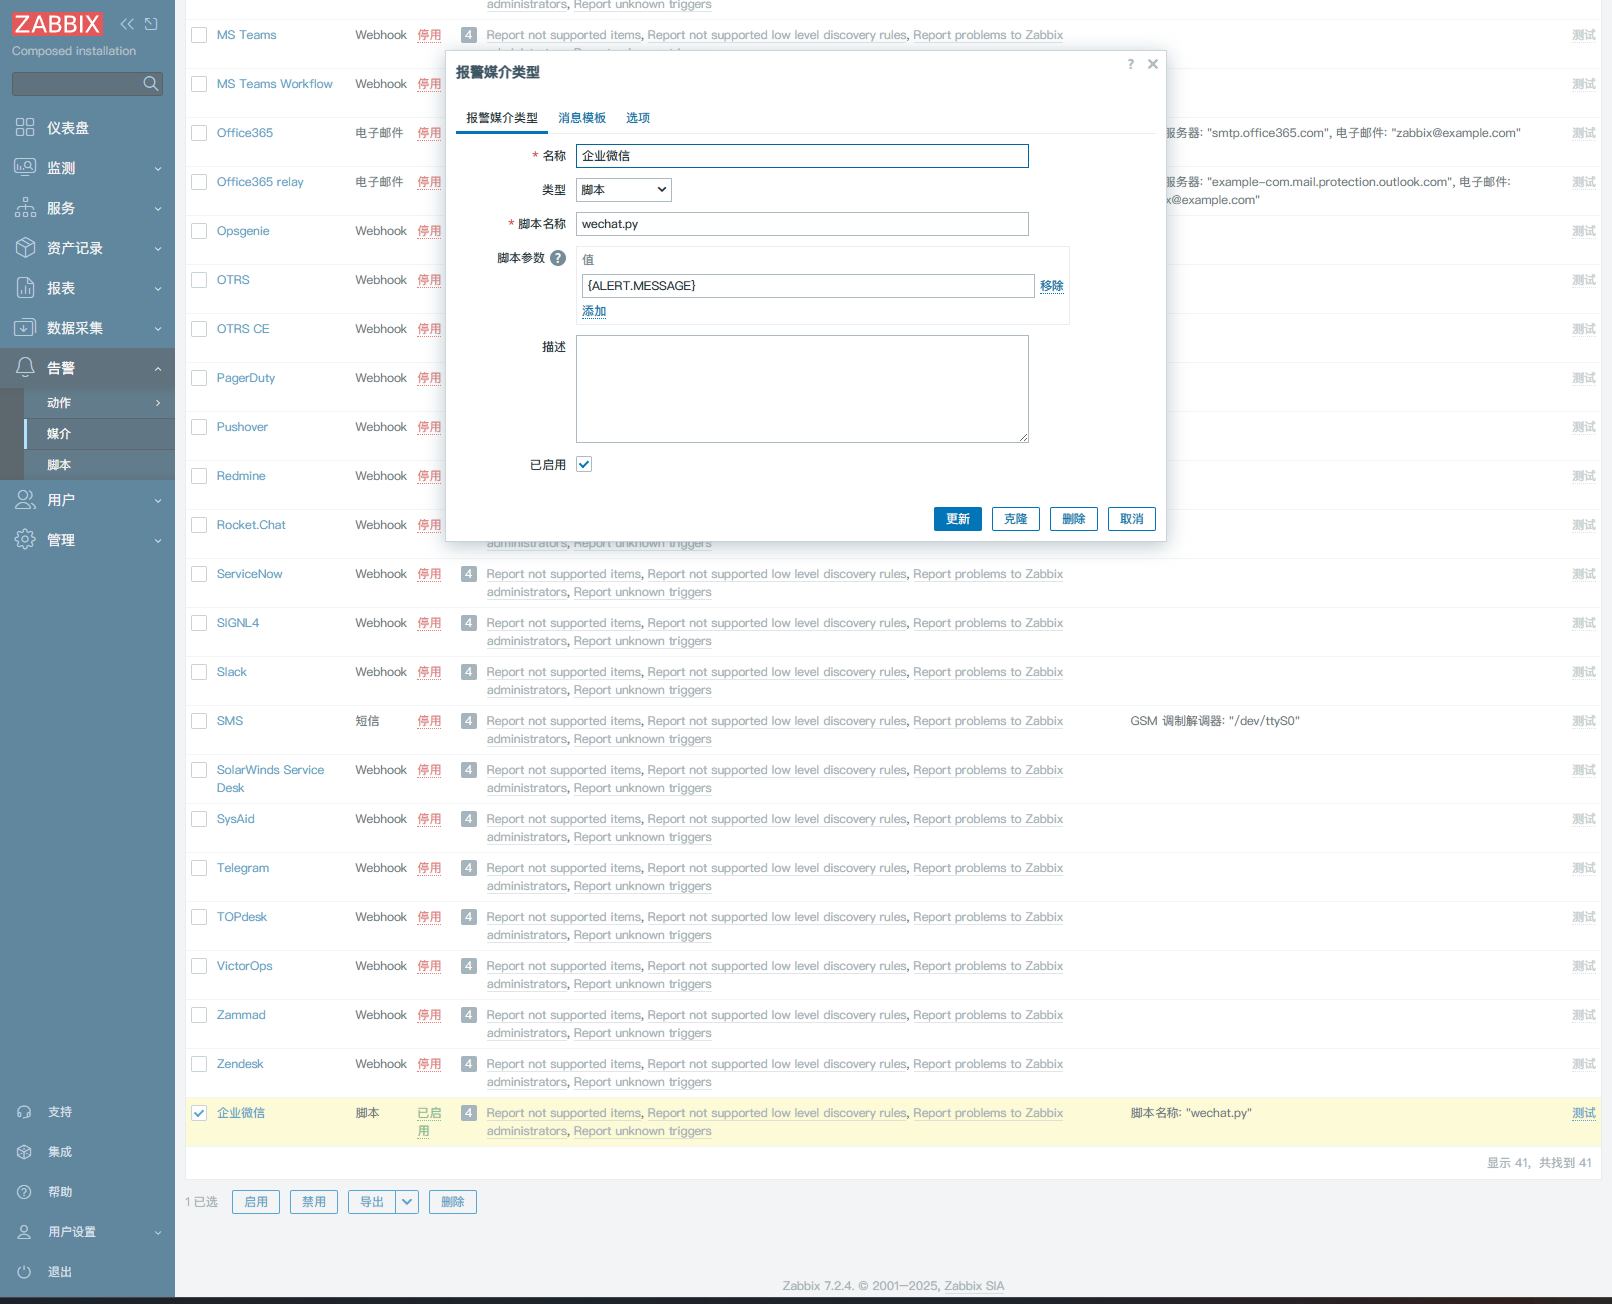 ZABBIX
Composed installation
仪表盘
监测
服务
资产记录
报表
数据采集
告警
动作
媒介
脚本
用户
管理
支持
集成
帮助
用户设置
退出
administrators, Report unknown triggers
MS Teams Webhook 停用 4 Report not supported items, Report not supported low level discovery rules, Report problems to Zabbix 测试
MS Teams Workflow Webhook 停用 测试
Office365 电子邮件 停用 服务器: "smtp.office365.com", 电子邮件: "zabbix@example.com" 测试
Office365 relay 电子邮件 停用 服务器: "example-com.mail.protection.outlook.com", 电子邮件: 测试
x@example.com"
Opsgenie Webhook 停用 测试
OTRS Webhook 停用 测试
OTRS CE Webhook 停用 测试
PagerDuty Webhook 停用 测试
Pushover Webhook 停用 测试
Redmine Webhook 停用 测试
Rocket.Chat Webhook 停用 测试
administrators, Report unknown triggers
报警媒介类型
? ×
报警媒介类型 消息模板 选项
* 名称 企业微信
类型 脚本
* 脚本名称 wechat.py
脚本参数 ? 值
{ALERT.MESSAGE} 移除
添加
描述
已启用
更新 克隆 删除 取消
ServiceNow Webhook 停用 4 Report not supported items, Report not supported low level discovery rules, Report problems to Zabbix 测试
administrators, Report unknown triggers
SIGNL4 Webhook 停用 4 Report not supported items, Report not supported low level discovery rules, Report problems to Zabbix 测试
administrators, Report unknown triggers
Slack Webhook 停用 4 Report not supported items, Report not supported low level discovery rules, Report problems to Zabbix 测试
administrators, Report unknown triggers
SMS 短信 停用 4 Report not supported items, Report not supported low level discovery rules, Report problems to Zabbix GSM 调制解调器: "/dev/ttyS0" 测试
administrators, Report unknown triggers
SolarWinds Service Webhook 停用 4 Report not supported items, Report not supported low level discovery rules, Report problems to Zabbix 测试
Desk administrators, Report unknown triggers
SysAid Webhook 停用 4 Report not supported items, Report not supported low level discovery rules, Report problems to Zabbix 测试
administrators, Report unknown triggers
Telegram Webhook 停用 4 Report not supported items, Report not supported low level discovery rules, Report problems to Zabbix 测试
administrators, Report unknown triggers
TOPdesk Webhook 停用 4 Report not supported items, Report not supported low level discovery rules, Report problems to Zabbix 测试
administrators, Report unknown triggers
VictorOps Webhook 停用 4 Report not supported items, Report not supported low level discovery rules, Report problems to Zabbix 测试
administrators, Report unknown triggers
Zammad Webhook 停用 4 Report not supported items, Report not supported low level discovery rules, Report problems to Zabbix 测试
administrators, Report unknown triggers
Zendesk Webhook 停用 4 Report not supported items, Report not supported low level discovery rules, Report problems to Zabbix 测试
administrators, Report unknown triggers
企业微信 脚本 已启 4 Report not supported items, Report not supported low level discovery rules, Report problems to Zabbix 脚本名称: "wechat.py" 测试
用 administrators, Report unknown triggers
显示 41, 共找到 41
1 已选 启用 禁用 导出 删除
Zabbix 7.2.4. © 2001–2025, Zabbix SIA